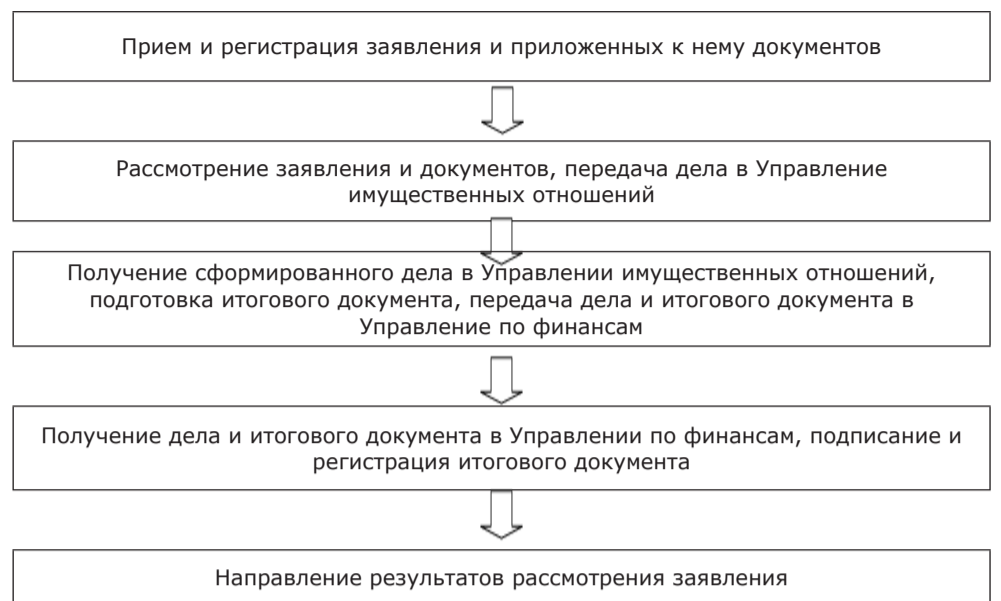 Прием и регистрация заявления и приложенных к нему документов
Рассмотрение заявления и документов, передача дела в Управление
имущественных отношений
Получение сформированного дела в Управлении имущественных отношений,
подготовка итогового документа, передача дела и итогового документа в
Управление по финансам
Получение дела и итогового документа в Управлении по финансам, подписание и
регистрация итогового документа
Направление результатов рассмотрения заявления